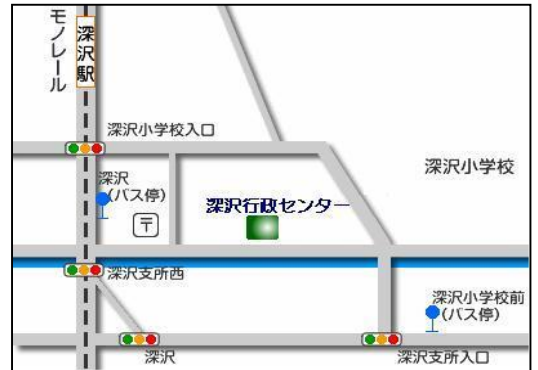 モノレール
深沢駅
深沢小学校入口
深沢小学校
深沢
(バス停)
〒
深沢行政センター
深沢支所西
深沢小学校前
(バス停)
深沢
深沢支所入口